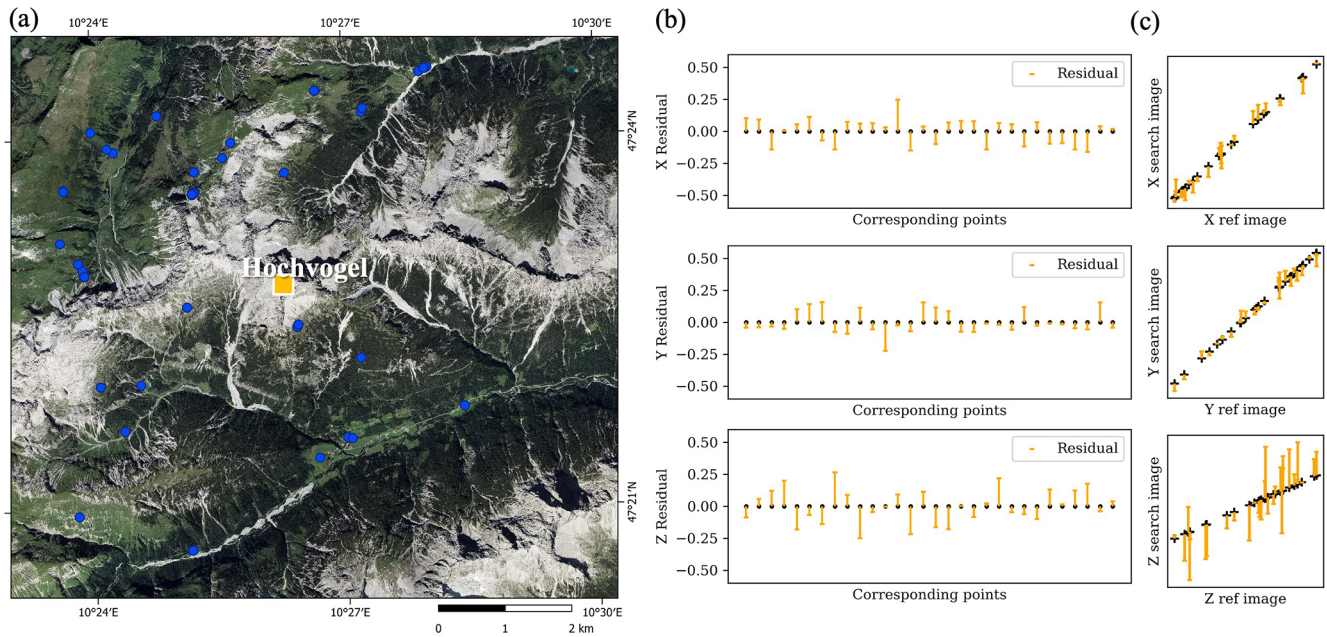 (a)
10°24′E
10°27′E
10°30′E
47°24′N
Hochvogel
47°21′N
10°24′E
10°27′E
10°30′E
0 1 2 km
(b)
0.50
0.25
0.00
−0.25
−0.50
X Residual
Residual
Corresponding points
0.50
0.25
0.00
−0.25
−0.50
Y Residual
Residual
Corresponding points
0.50
0.25
0.00
−0.25
−0.50
Z Residual
Residual
Corresponding points
(c)
X search image
X ref image
Y search image
Y ref image
Z search image
Z ref image